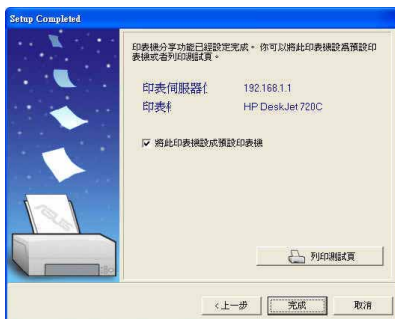 Setup Completed
印表機分享功能已經設定完成。你可以將此印表機設為預設印
表機或者列印測試頁。
印表伺服器 192.168.1.1
印表 HP DeskJet 720C
將此印表機設成預設印表機
ASUS
列印測試頁
<上一步 完成 取消